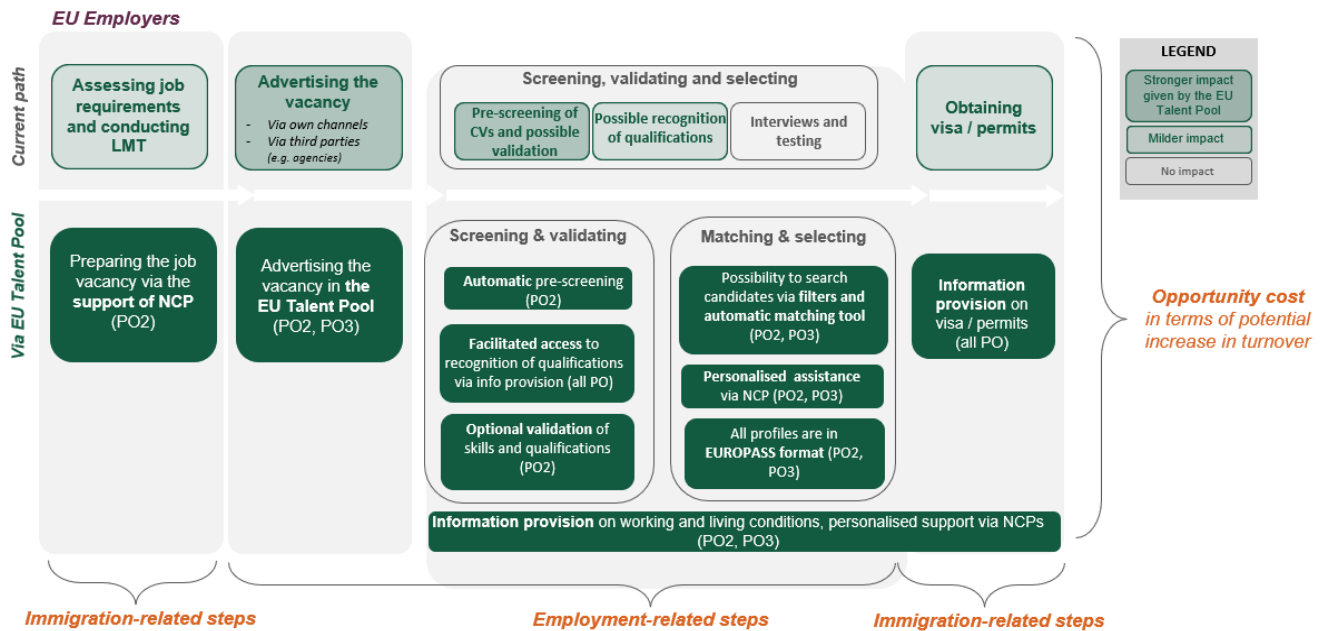 EU Employers
Current path
Assessing job
requirements
and conducting
LMT
Advertising the
vacancy
- Via own channels
- Via third parties
(e.g. agencies)
Screening, validating and selecting
Pre-screening of
CVs and possible
validation
Possible recognition
of qualifications
Interviews and
testing
Obtaining
visa / permits
LEGEND
Stronger impact
given by the EU
Talent Pool
Milder impact
No impact
Via EU Talent Pool
Preparing the job
vacancy via the
support of NCP
(PO2)
Advertising the
vacancy in the
EU Talent Pool
(PO2, PO3)
Screening & validating
Automatic pre-screening
(PO2)
Facilitated access to
recognition of qualifications
via info provision (all PO)
Optional validation of
skills and qualifications
(PO2)
Matching & selecting
Possibility to search
candidates via filters and
automatic matching tool
(PO2, PO3)
Personalised assistance
via NCP (PO2, PO3)
All profiles are in
EUROPASS format (PO2,
PO3)
Information
provision on
visa / permits
(all PO)
Information provision on working and living conditions, personalised support via NCPs
(PO2, PO3)
Opportunity cost
in terms of potential
increase in turnover
Immigration-related steps
Employment-related steps
Immigration-related steps